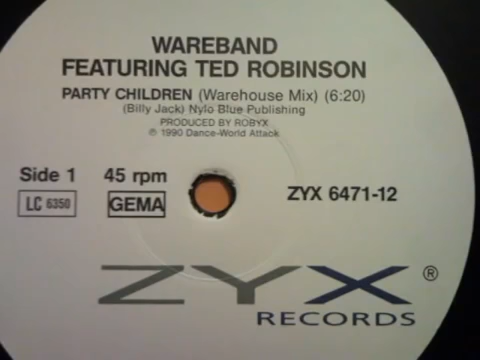 WAREBAND
FEATURING TED ROBINSON
PARTY CHILDREN (Warehouse Mix) (6:20)
(Billy Jack) Nylo Blue Publishing
PRODUCED BY ROBYX
℗ 1990 Dance-World Attack
Side 1 45 rpm ZYX 6471-12
LC 6350 GEMA
ZYX ®
RECORDS